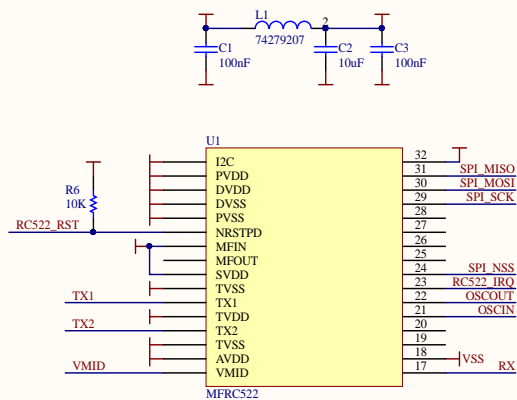 L1
2
74279207
C1
100nF
C2
10uF
C3
100nF
U1
I2C
PVDD
DVDD
DVSS
PVSS
NRSTPD
MFIN
MFOUT
SVDD
TVSS
TX1
TVDD
TX2
TVSS
AVDD
VMID
R6
10K
RC522_RST
TX1
TX2
VMID
32
31
30
29
28
27
26
25
24
23
22
21
20
19
18
17
SPI_MISO
SPI_MOSI
SPI_SCK
SPI_NSS
RC522_IRQ
OSCOUT
OSCIN
VSS
RX
MFRC522